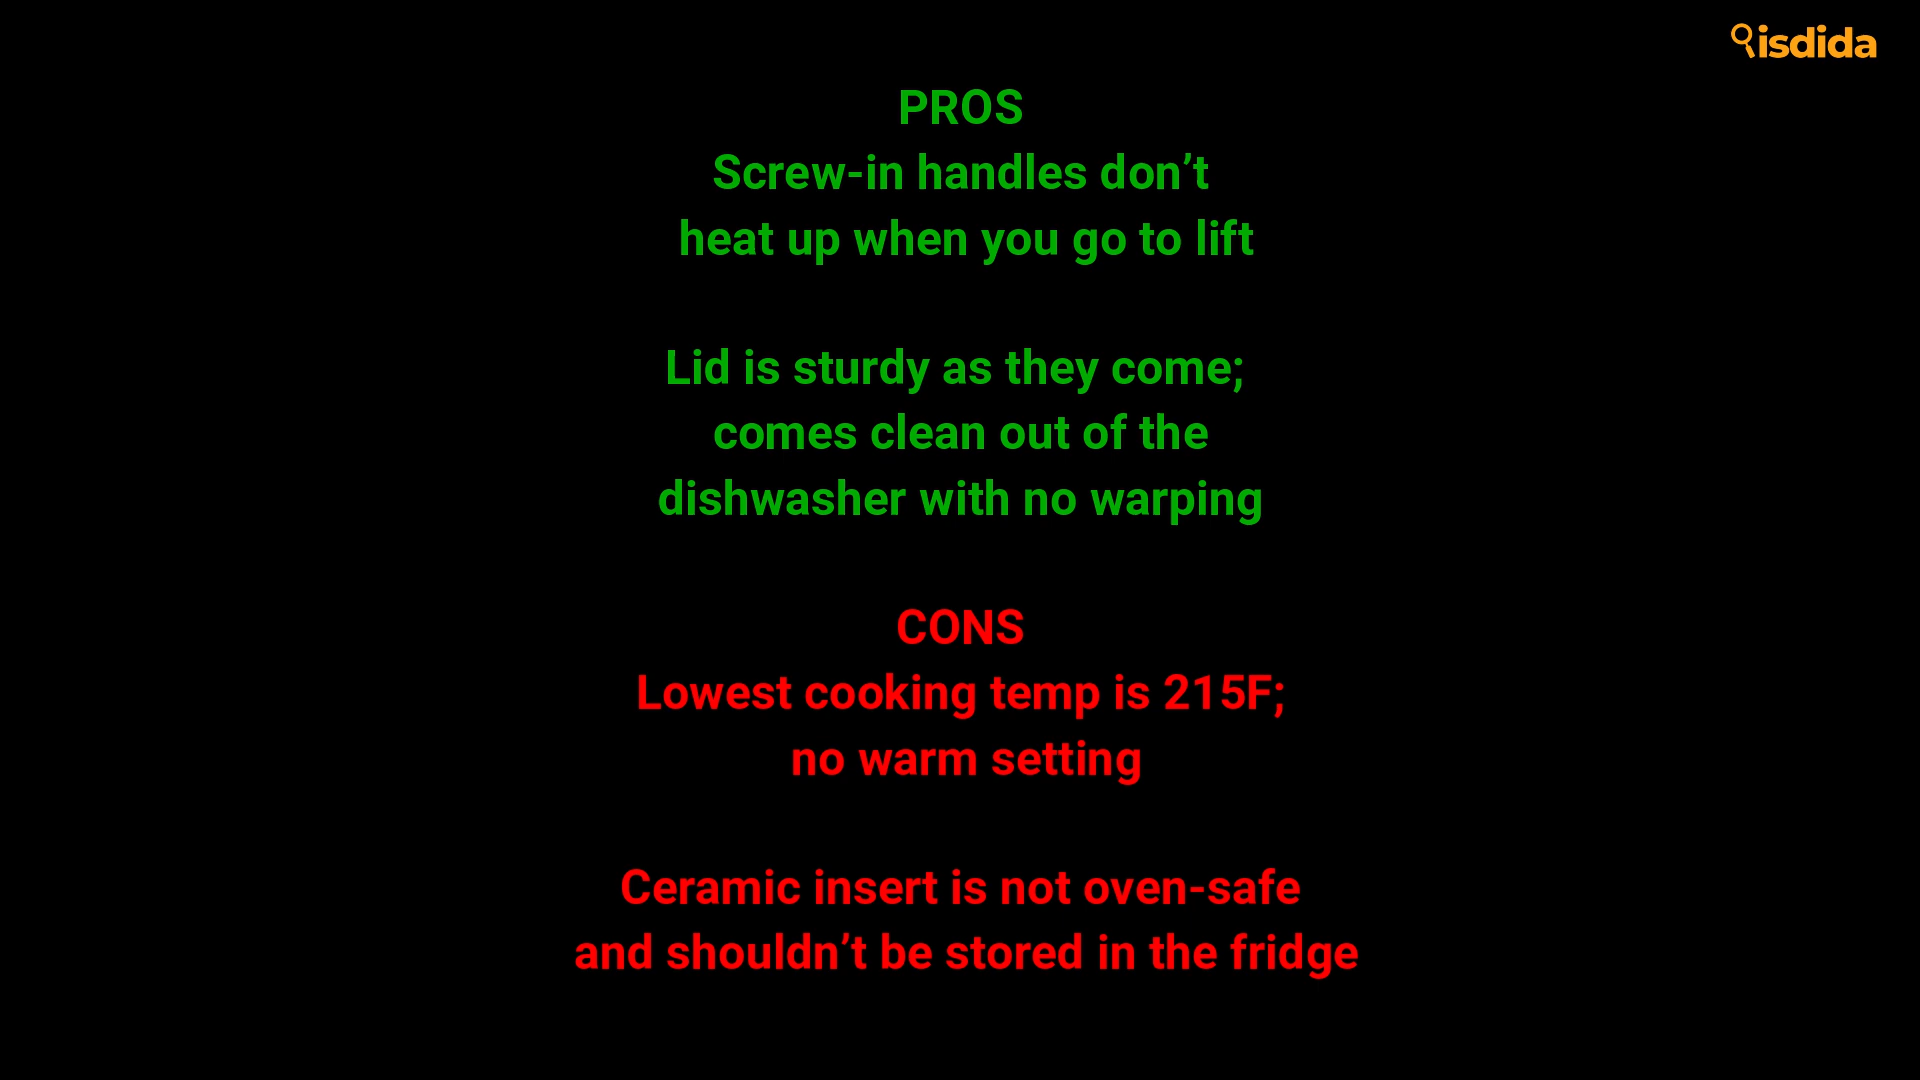 isdida
PROS
Screw-in handles don’t
heat up when you go to lift
Lid is sturdy as they come;
comes clean out of the
dishwasher with no warping
CONS
Lowest cooking temp is 215F;
no warm setting
Ceramic insert is not oven-safe
and shouldn’t be stored in the fridge